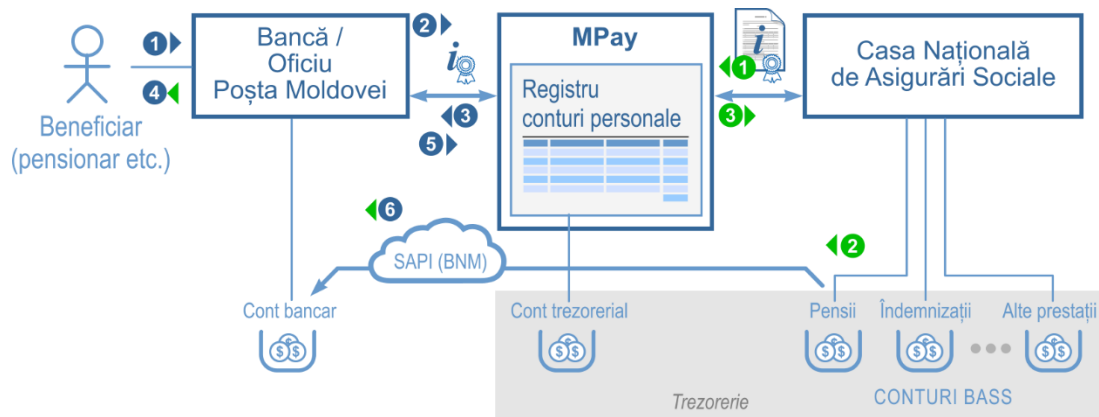 1
2
Bancă /
Oficiu
Poșta Moldovei
4
3
5
Beneficiar
(pensionar etc.)
i
MPay
Registru
conturi personale
i
1
3
Casa Națională
de Asigurări Sociale
6
2
SAPI (BNM)
Cont bancar
Cont trezorerial
Pensii
Îndemnizații
Alte prestații
$ $
$ $
$ $
$ $
$ $
Trezorerie
CONTURI BASS